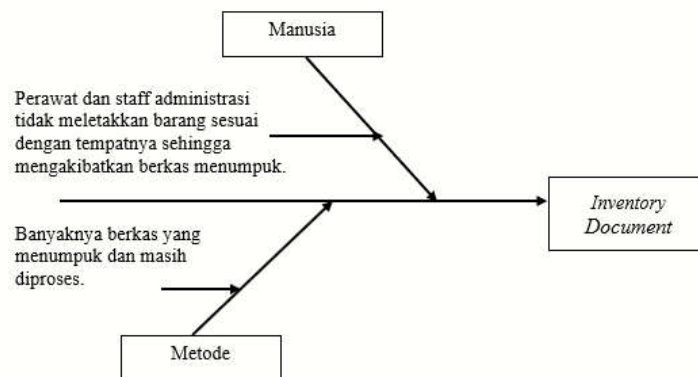 Manusia
Perawat dan staff administrasi
tidak meletakkan barang sesuai
dengan tempatnya sehingga
mengakibatkan berkas menumpuk.
Inventory
Document
Banyaknya berkas yang
menumpuk dan masih
diproses.
Metode